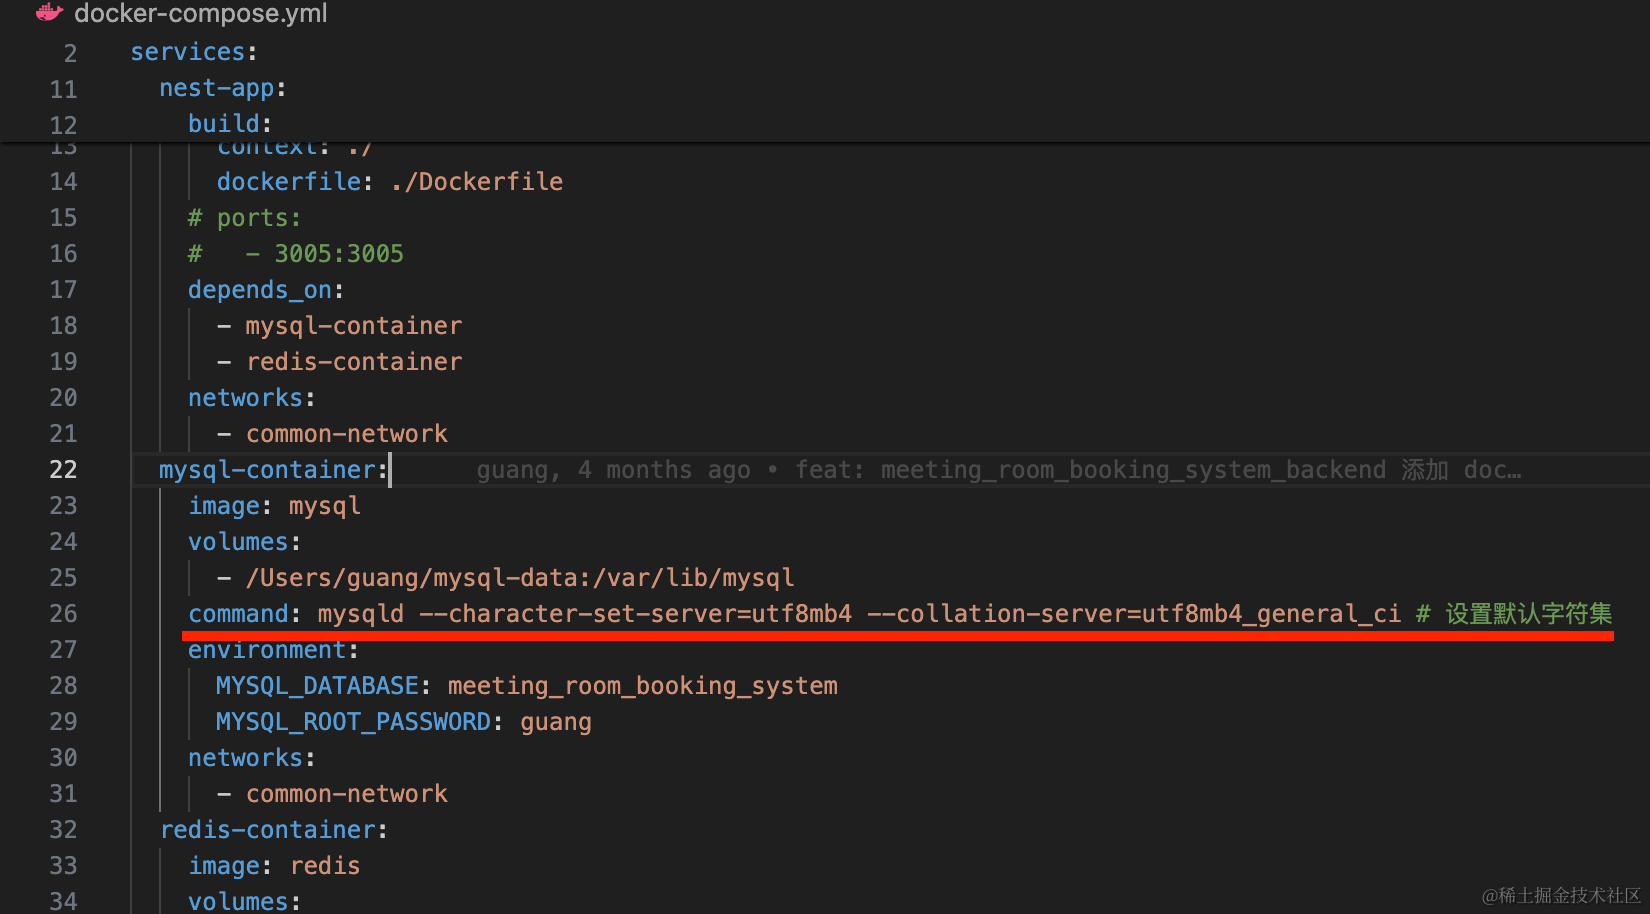 docker-compose.yml
2 services:
11 nest-app:
12 build:
13 context: ./
14 dockerfile: ./Dockerfile
15 # ports:
16 #   - 3005:3005
17 depends_on:
18 - mysql-container
19 - redis-container
20 networks:
21 - common-network
22 mysql-container: guang, 4 months ago • feat: meeting_room_booking_system_backend 添加 doc…
23 image: mysql
24 volumes:
25 - /Users/guang/mysql-data:/var/lib/mysql
26 command: mysqld --character-set-server=utf8mb4 --collation-server=utf8mb4_general_ci # 设置默认字符集
27 environment:
28 MYSQL_DATABASE: meeting_room_booking_system
29 MYSQL_ROOT_PASSWORD: guang
30 networks:
31 - common-network
32 redis-container:
33 image: redis
34 volumes:
@稀土掘金技术社区